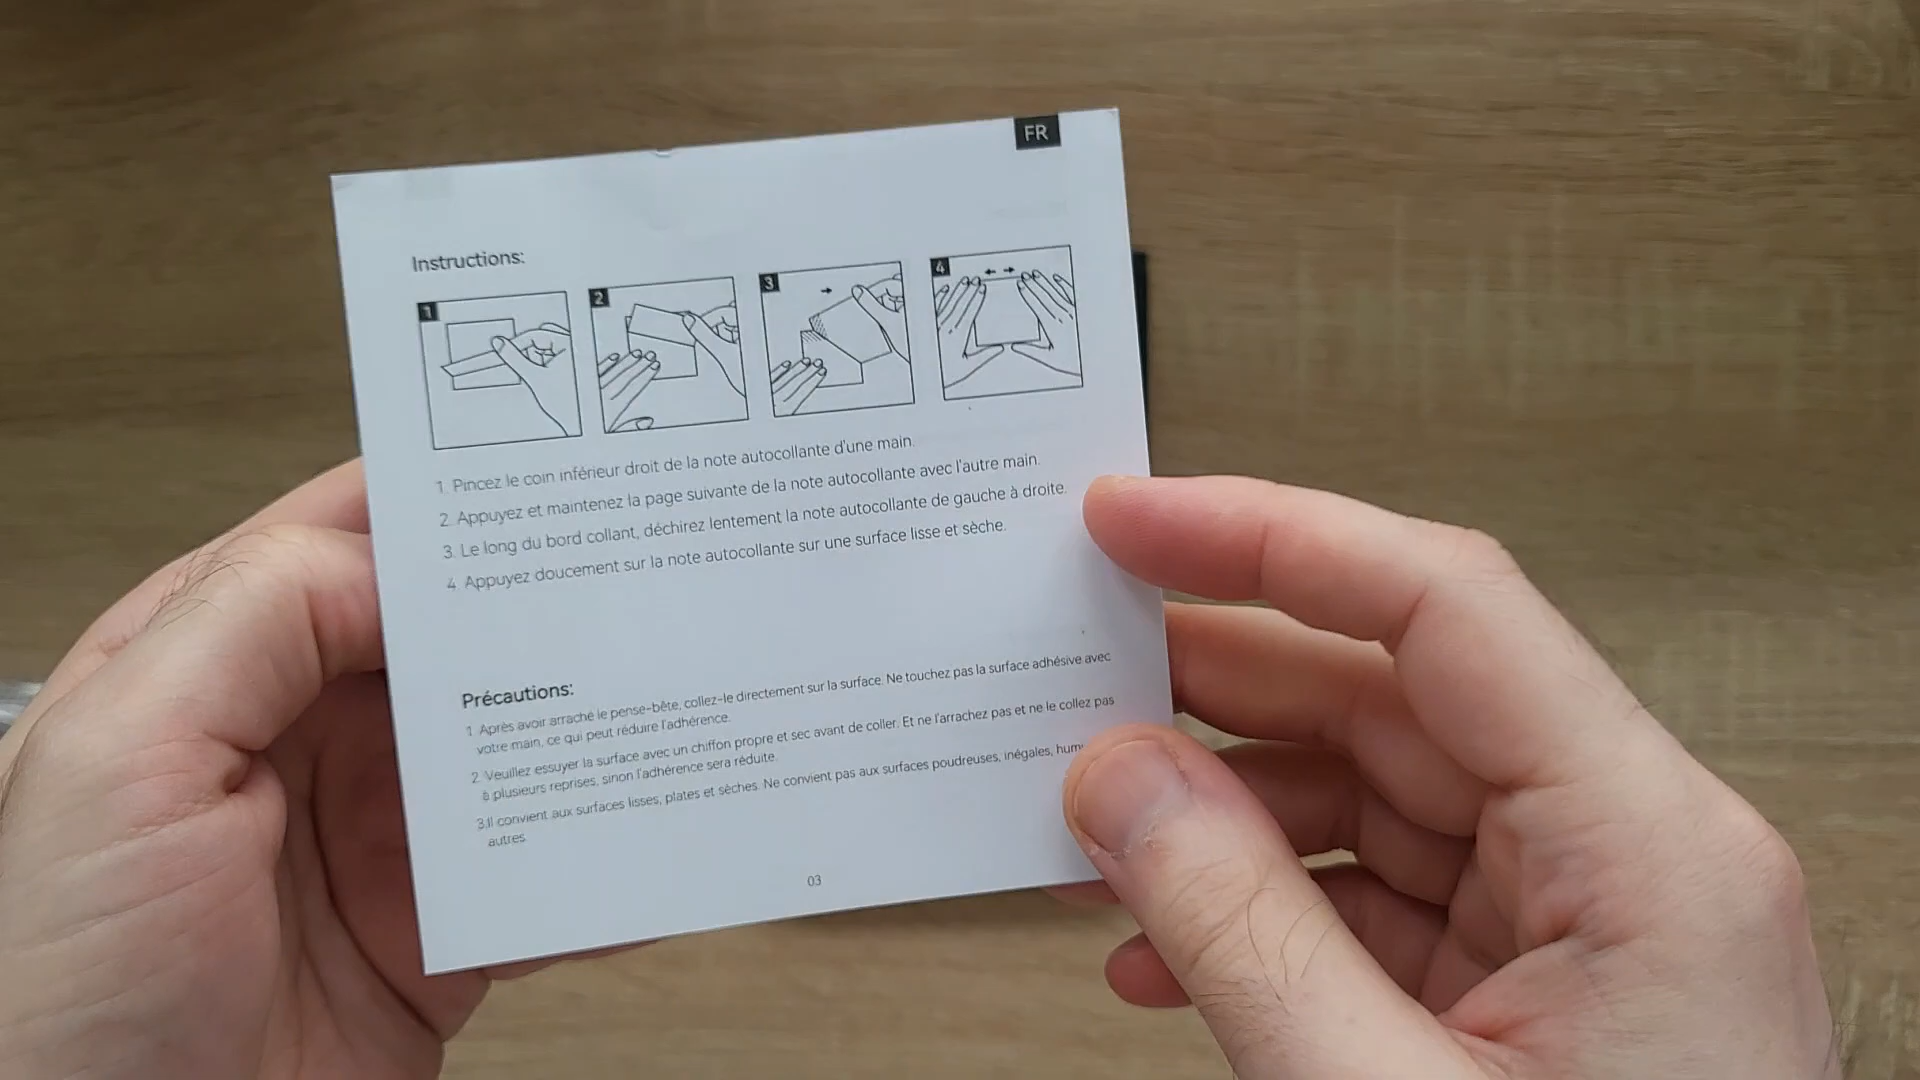 FR
Instructions:
1 2 3 4
1. Pincez le coin inférieur droit de la note autocollante d'une main.
2. Appuyez et maintenez la page suivante de la note autocollante avec l'autre main.
3. Le long du bord collant, déchirez lentement la note autocollante de gauche à droite.
4. Appuyez doucement sur la note autocollante sur une surface lisse et sèche.
Précautions:
1. Après avoir arraché le pense-bête, collez-le directement sur la surface. Ne touchez pas la surface adhésive avec
votre main, ce qui peut réduire l'adhérence.
2. Veuillez essuyer la surface avec un chiffon propre et sec avant de coller. Et ne l'arrachez pas et ne le collez pas
à plusieurs reprises, sinon l'adhérence sera réduite.
3.Il convient aux surfaces lisses, plates et sèches. Ne convient pas aux surfaces poudreuses, inégales,
autres.
03